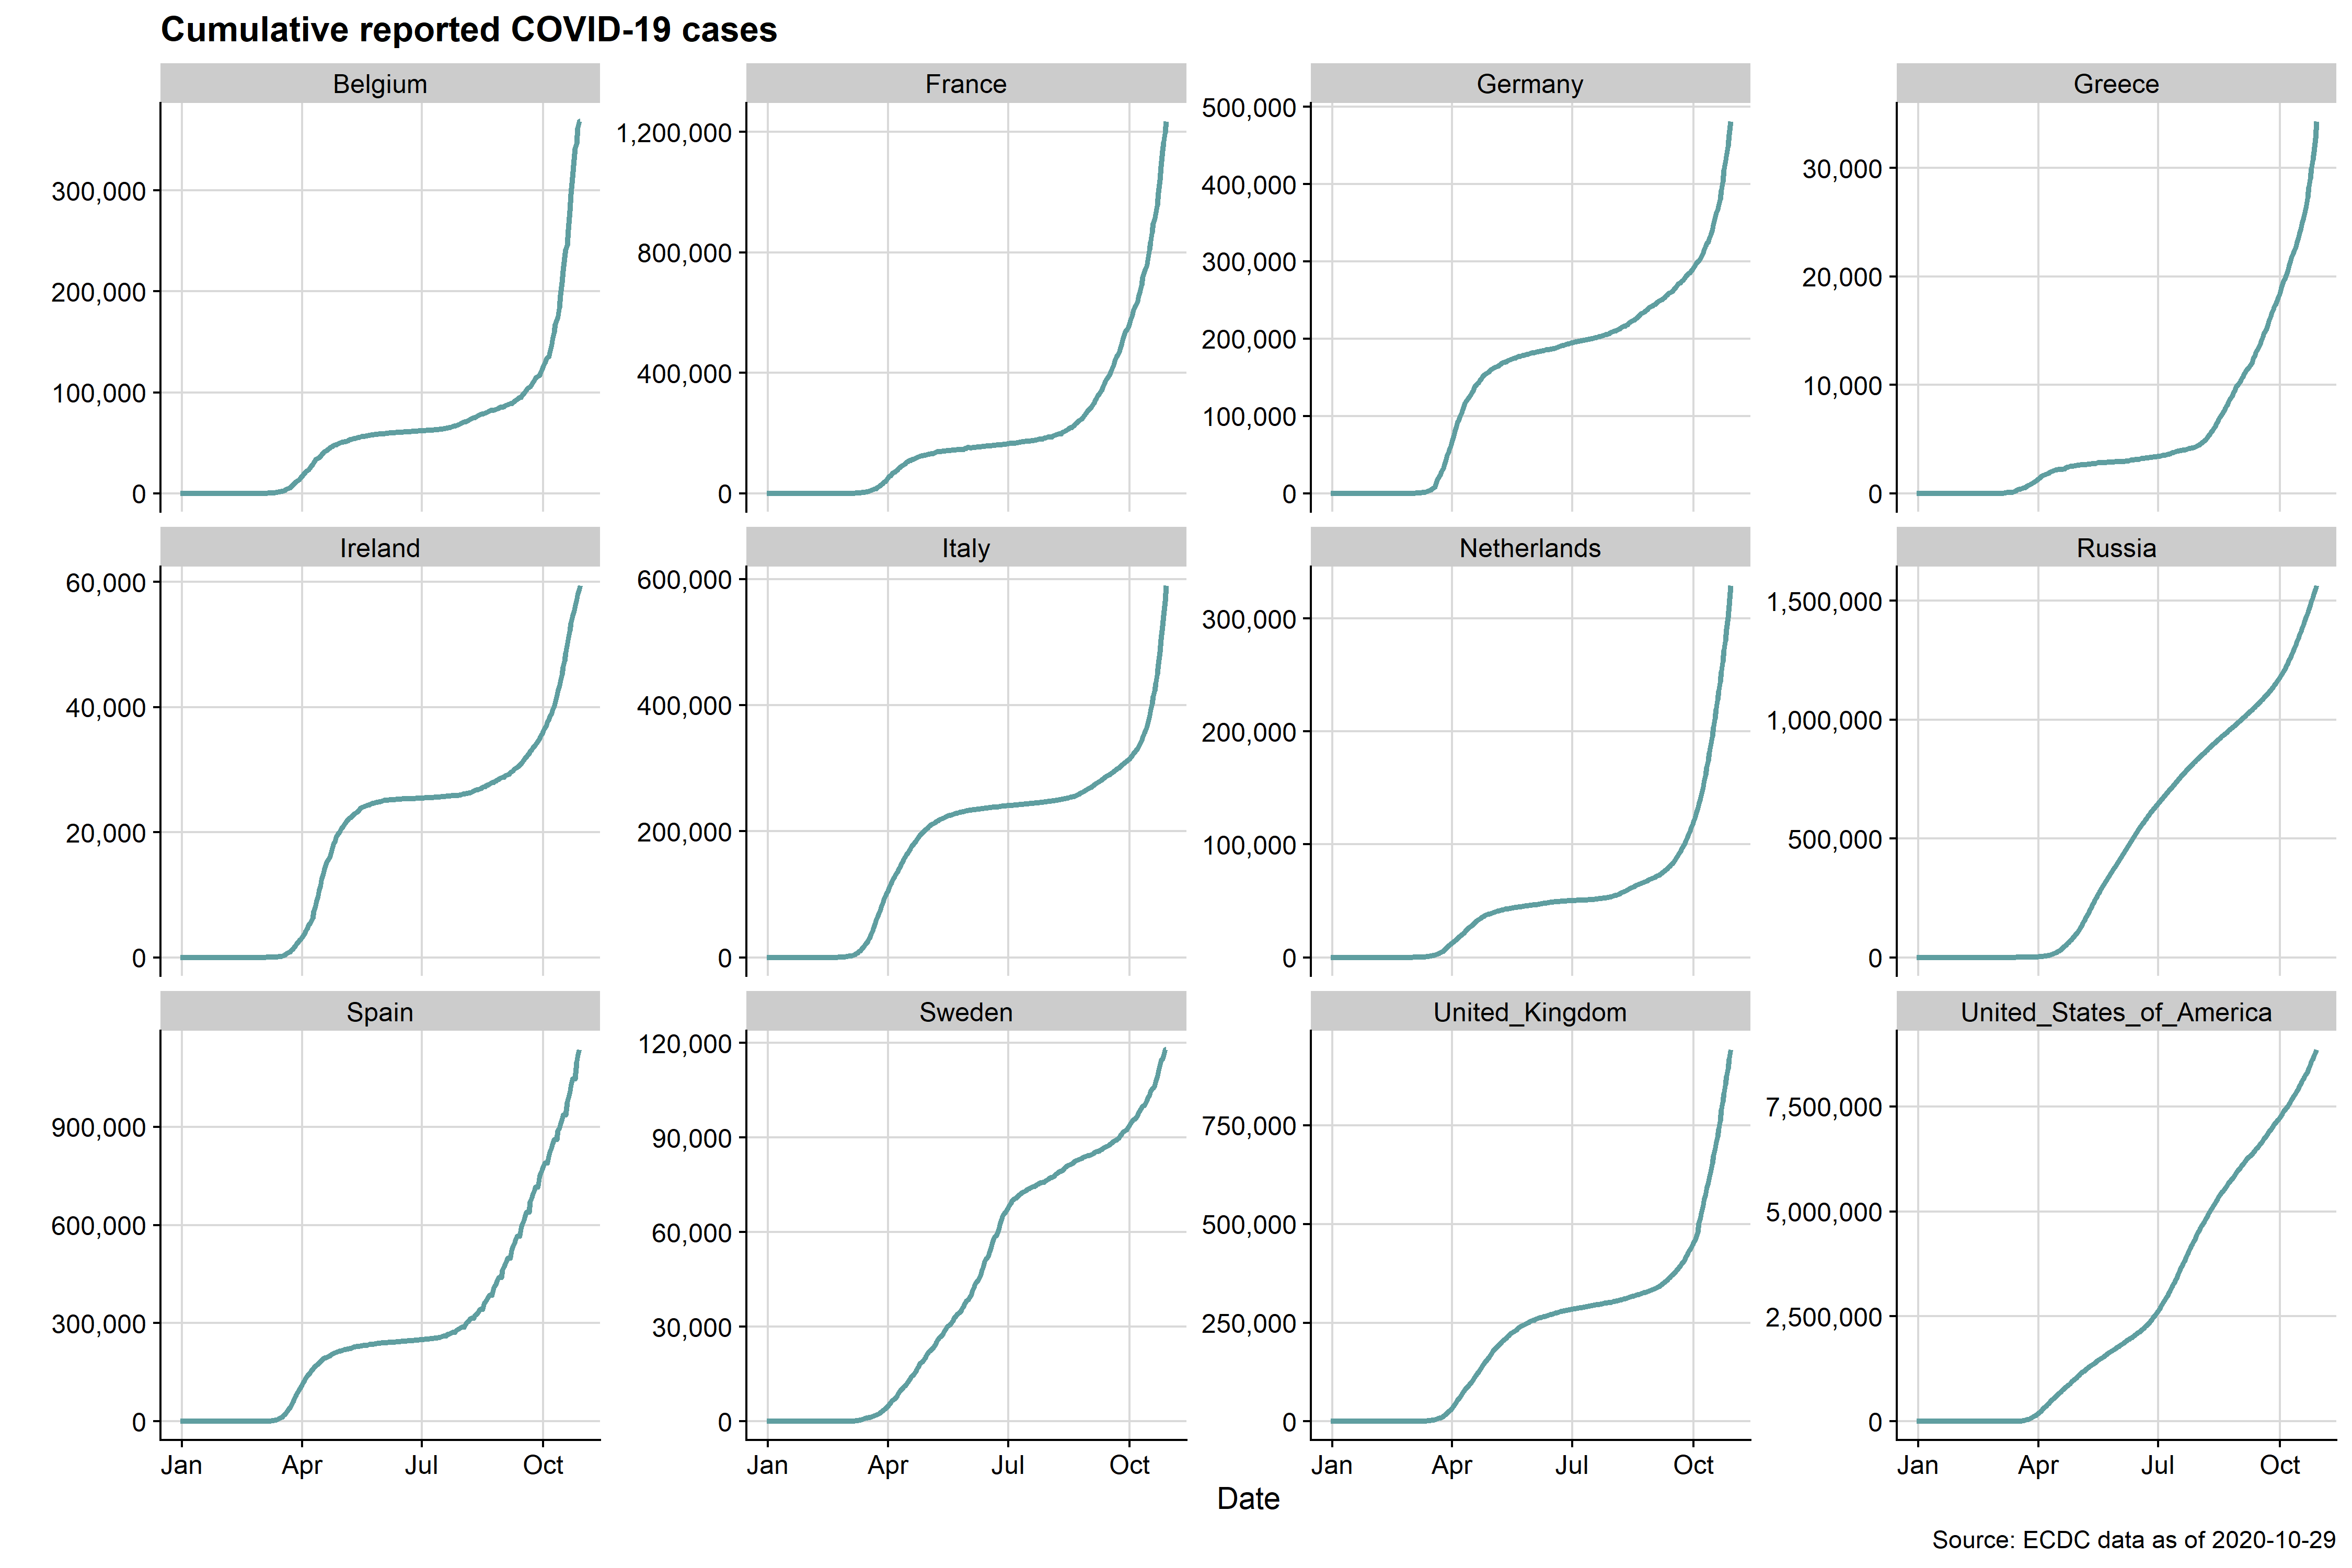 Cumulative reported COVID-19 cases
Belgium
France
Germany
Greece
300,000
200,000
100,000
0
1,200,000
800,000
400,000
0
500,000
400,000
300,000
200,000
100,000
0
30,000
20,000
10,000
0
Ireland
Italy
Netherlands
Russia
60,000
40,000
20,000
0
600,000
400,000
200,000
0
300,000
200,000
100,000
0
1,500,000
1,000,000
500,000
0
Spain
Sweden
United_Kingdom
United_States_of_America
900,000
600,000
300,000
0
120,000
90,000
60,000
30,000
0
750,000
500,000
250,000
0
7,500,000
5,000,000
2,500,000
0
Jan Apr Jul Oct
Jan Apr Jul Oct
Jan Apr Jul Oct
Jan Apr Jul Oct
Date
Source: ECDC data as of 2020-10-29